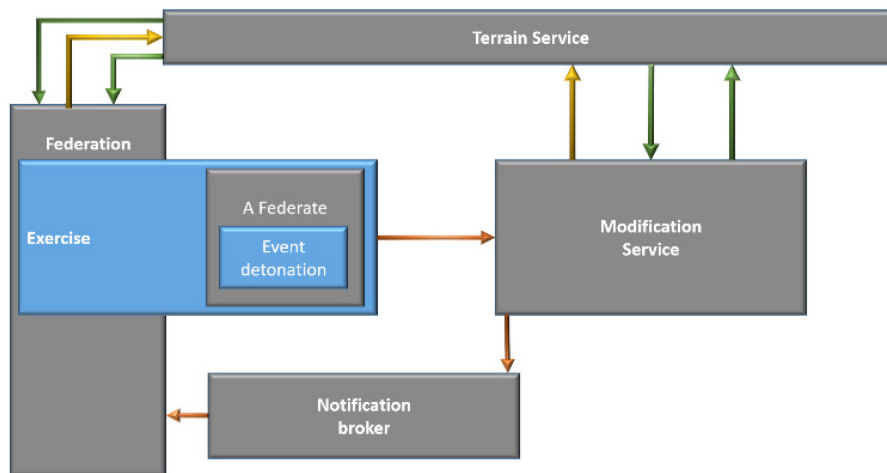 Terrain Service
Federation
A Federate
Exercise
Event
detonation
Modification
Service
Notification
broker